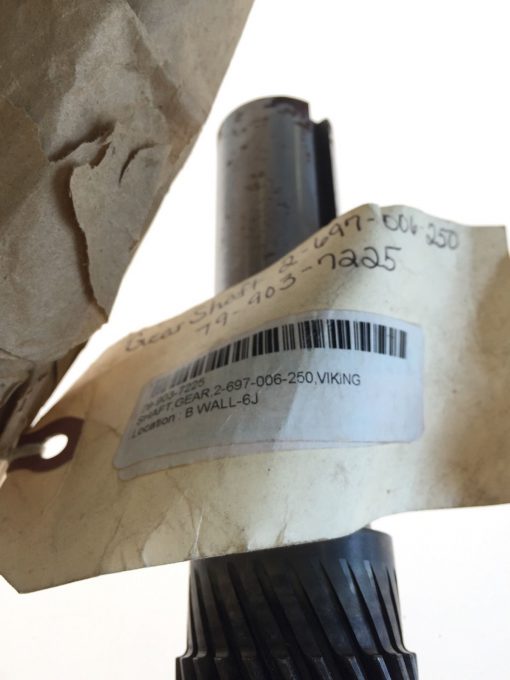 Gear Shaft 2-697-006-250
79-903-7225
79-903-7225
SHAFT,GEAR,2-697-006-250,VIKING
Location : B WALL-6J